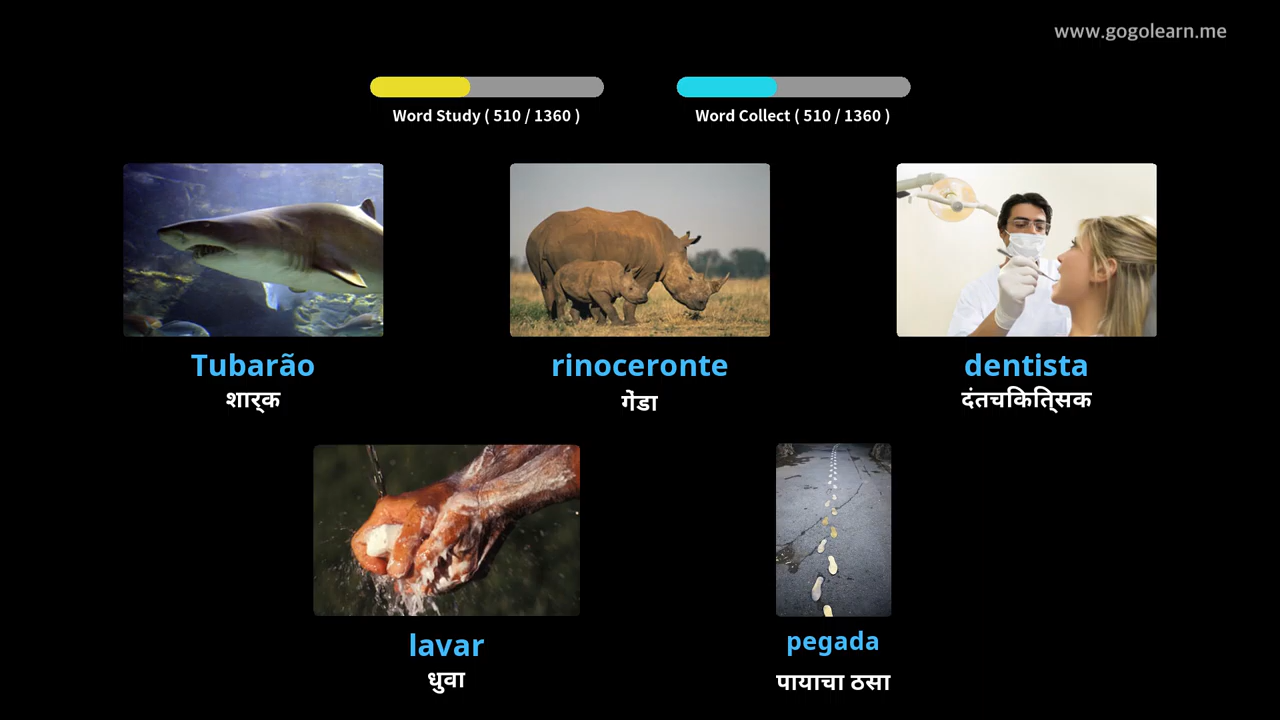 www.gogolearn.me
Word Study ( 510 / 1360 )
Word Collect ( 510 / 1360 )
Tubarão
rinoceronte
dentista
शार्क
गेंडा
दंतचिकित्सक
lavar
pegada
धुवा
पायाचा ठसा